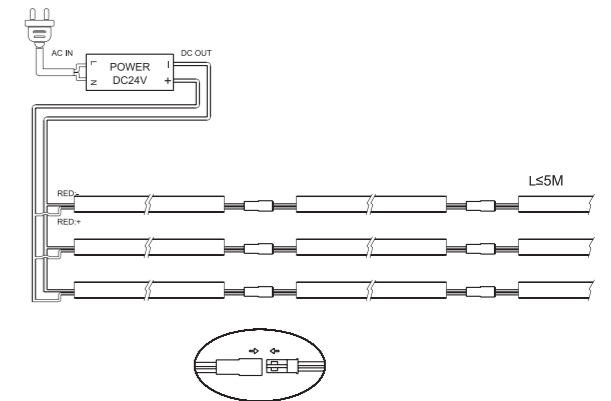 AC IN
L
N
POWER
DC24V
-
+
DC OUT
RED:-
RED:+
L≤5M